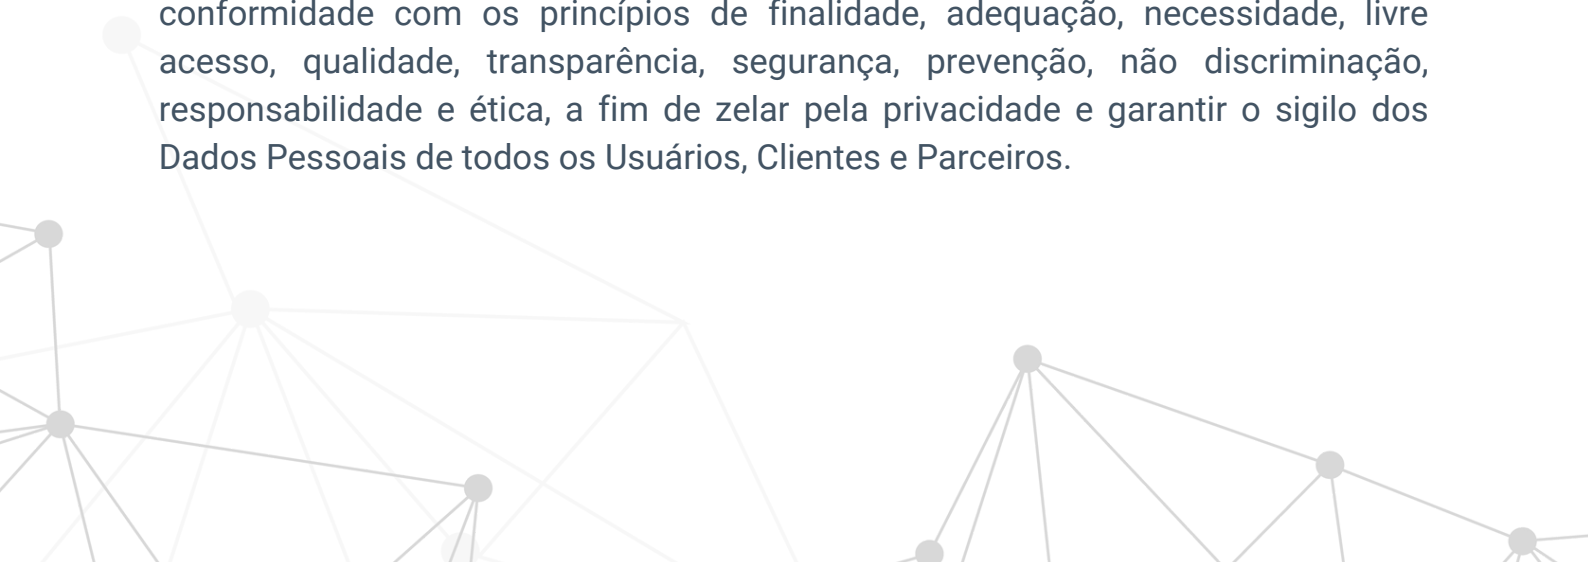 conformidade com os princípios de finalidade, adequação, necessidade, livre
acesso, qualidade, transparência, segurança, prevenção, não discriminação,
responsabilidade e ética, a fim de zelar pela privacidade e garantir o sigilo dos
Dados Pessoais de todos os Usuários, Clientes e Parceiros.